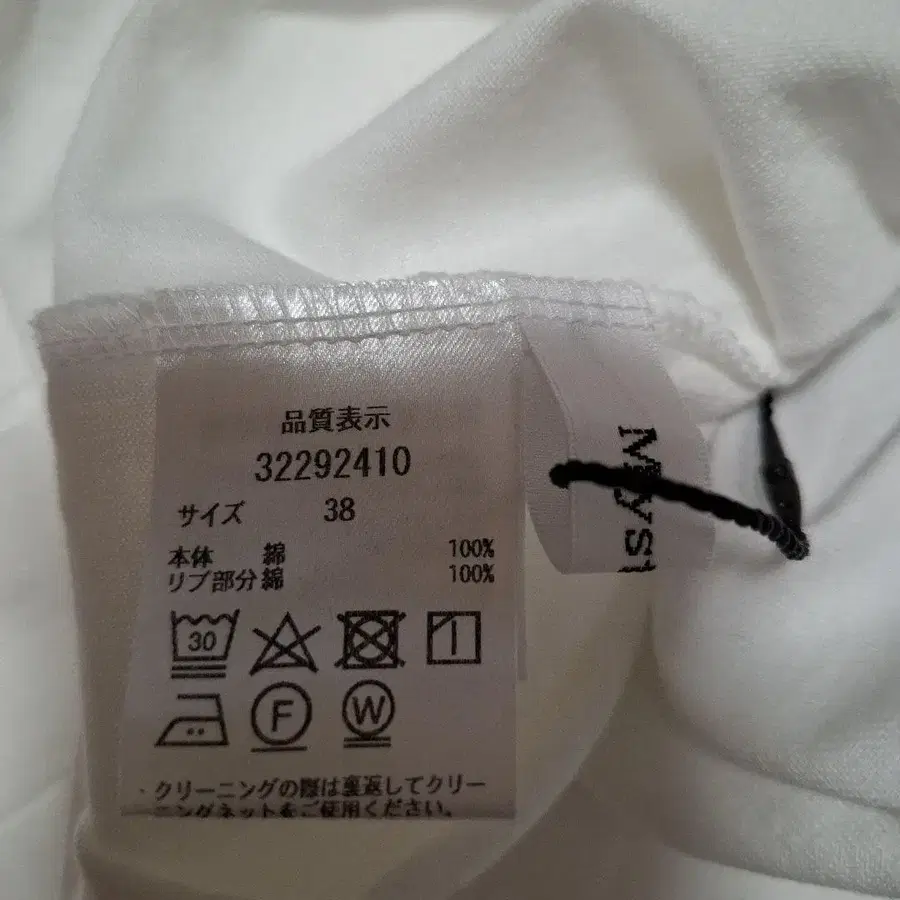 品質表示
32292410
サイズ 38
本体 綿 100%
リブ部分 綿 100%
30
F
W
・クリーニングの際は裏返してクリー
ニングネットをご使用ください。